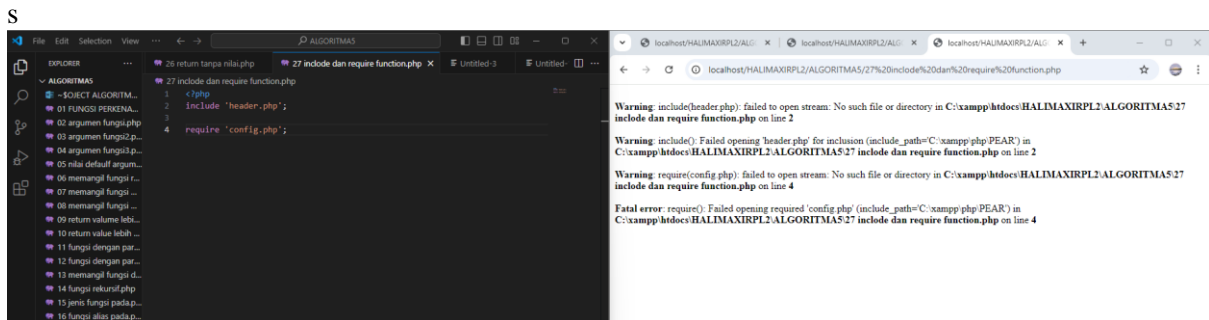 S
File Edit Selection View ··· ← → ALGORITMA5
EXPLORER ···
ALGORITMA5
~$OJECT ALGORITM...
01 FUNGSI PERKENA...
02 argumen fungsi.php
03 argumen fungsi2.p...
04 argumen fungsi3.p...
05 nilai defaulf argum...
06 memangil fungsi r...
07 memangil fungsi ...
08 memangil fungsi ...
09 return valume lebi...
10 return value lebih ...
11 fungsi dengan par...
12 fungsi dengan par...
13 memangil fungsi d...
14 fungsi rekursif.php
15 jenis fungsi pada.p...
16 fungsi alias pada.p...
26 return tanpa nilai.php 27 inclode dan require function.php × Untitled-3 Untitled- ···
27 inclode dan require function.php
1 <?php
2 include 'header.php';
3
4 require 'config.php';
localhost/HALIMAXIRPL2/ALG × localhost/HALIMAXIRPL2/ALG × localhost/HALIMAXIRPL2/ALG × +
localhost/HALIMAXIRPL2/ALGORITMA5/27%20inclode%20dan%20require%20function.php
Warning: include(header.php): failed to open stream: No such file or directory in C:\xampp\htdocs\HALIMAXIRPL2\ALGORITMA5\27
inclode dan require function.php on line 2
Warning: include(): Failed opening 'header.php' for inclusion (include_path='C:\xampp\php\PEAR') in
C:\xampp\htdocs\HALIMAXIRPL2\ALGORITMA5\27 inclode dan require function.php on line 2
Warning: require(config.php): failed to open stream: No such file or directory in C:\xampp\htdocs\HALIMAXIRPL2\ALGORITMA5\27
inclode dan require function.php on line 4
Fatal error: require(): Failed opening required 'config.php' (include_path='C:\xampp\php\PEAR') in
C:\xampp\htdocs\HALIMAXIRPL2\ALGORITMA5\27 inclode dan require function.php on line 4